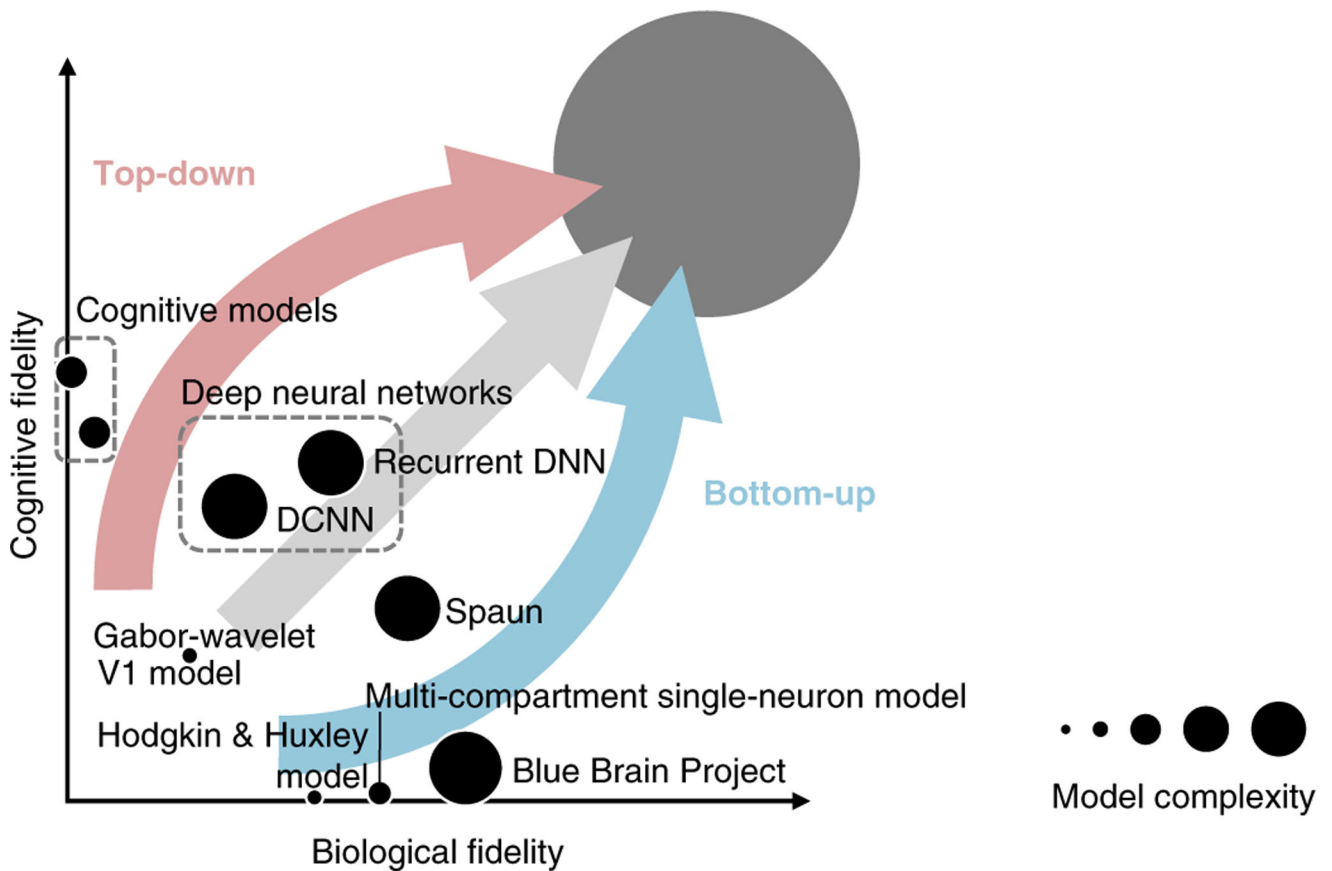 Top-down
Cognitive models
Cognitive fidelity
Deep neural networks
Recurrent DNN
DCNN
Bottom-up
Spaun
Gabor-wavelet
V1 model
Multi-compartment single-neuron model
Hodgkin & Huxley
model
Blue Brain Project
Model complexity
Biological fidelity